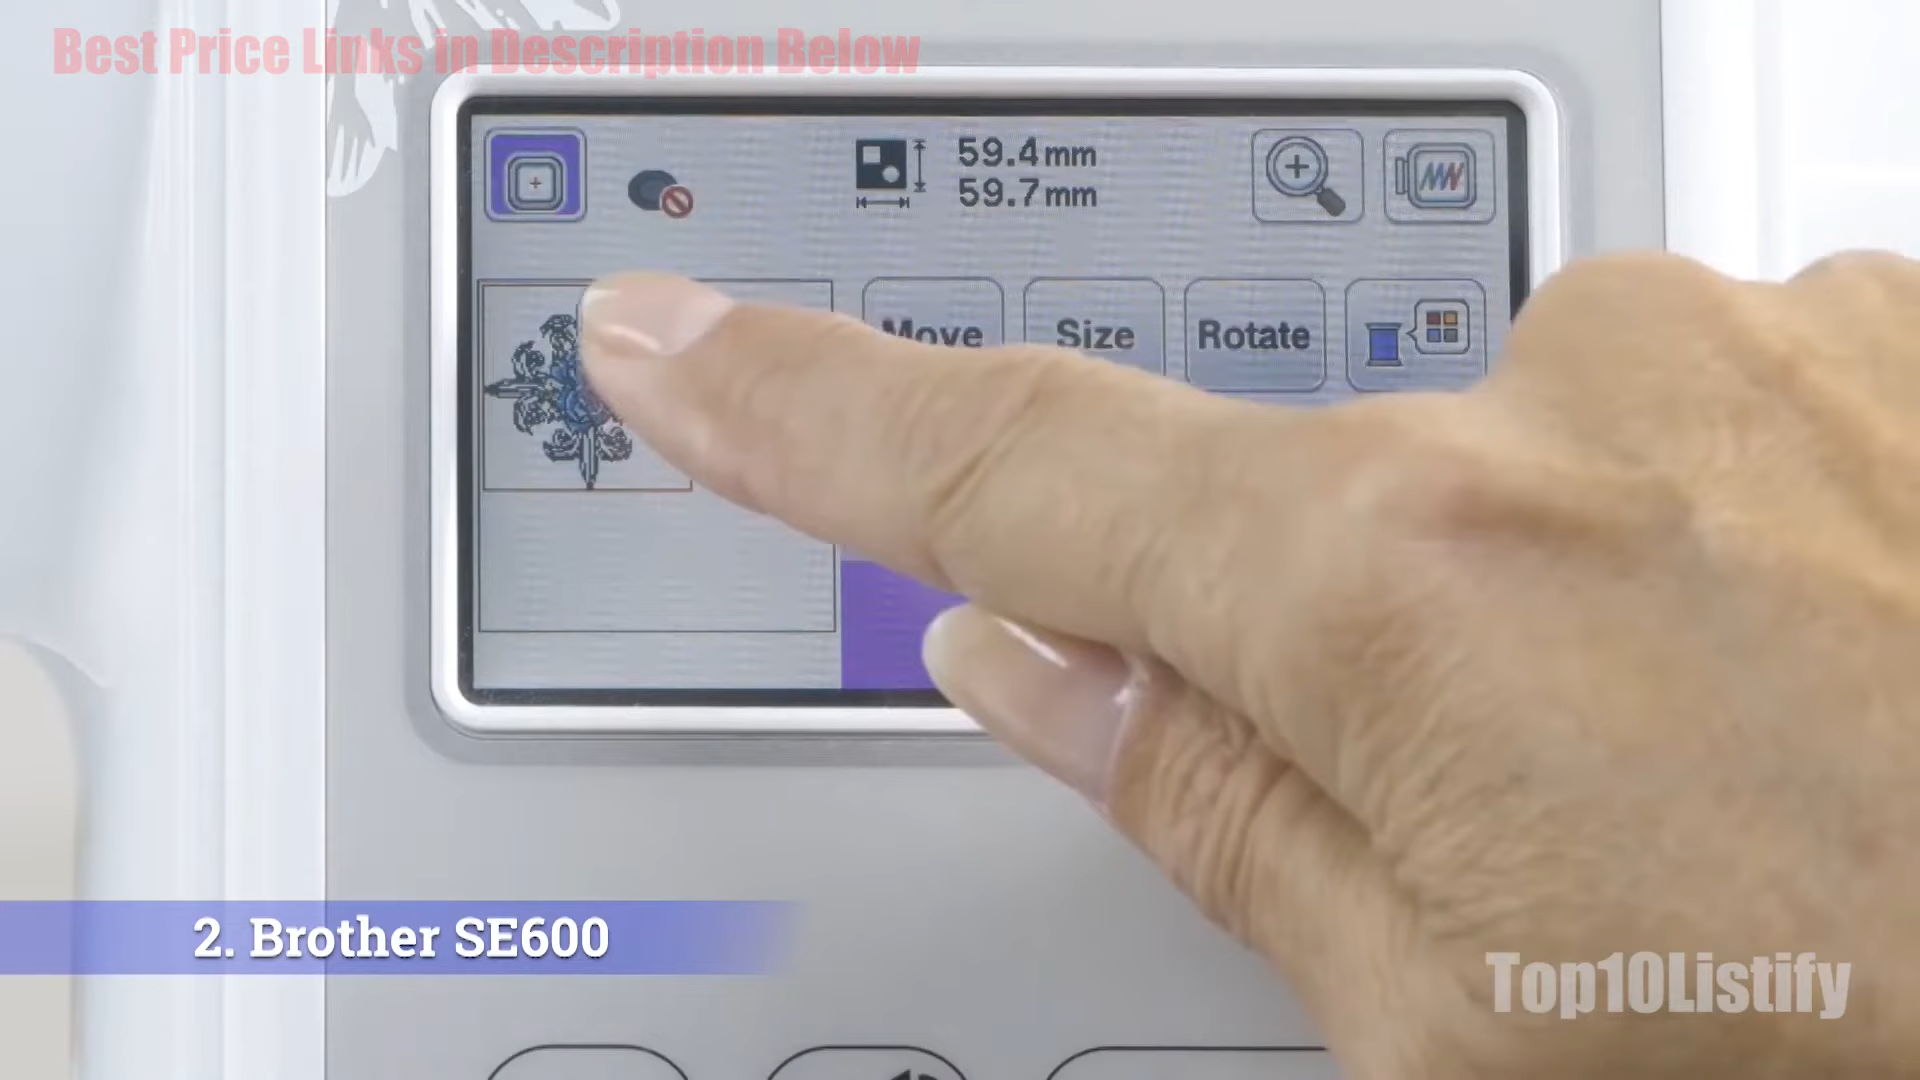 Best Price Links in Description Below
59.4mm
59.7mm
Move
Size
Rotate
2. Brother SE600
Top10Listify